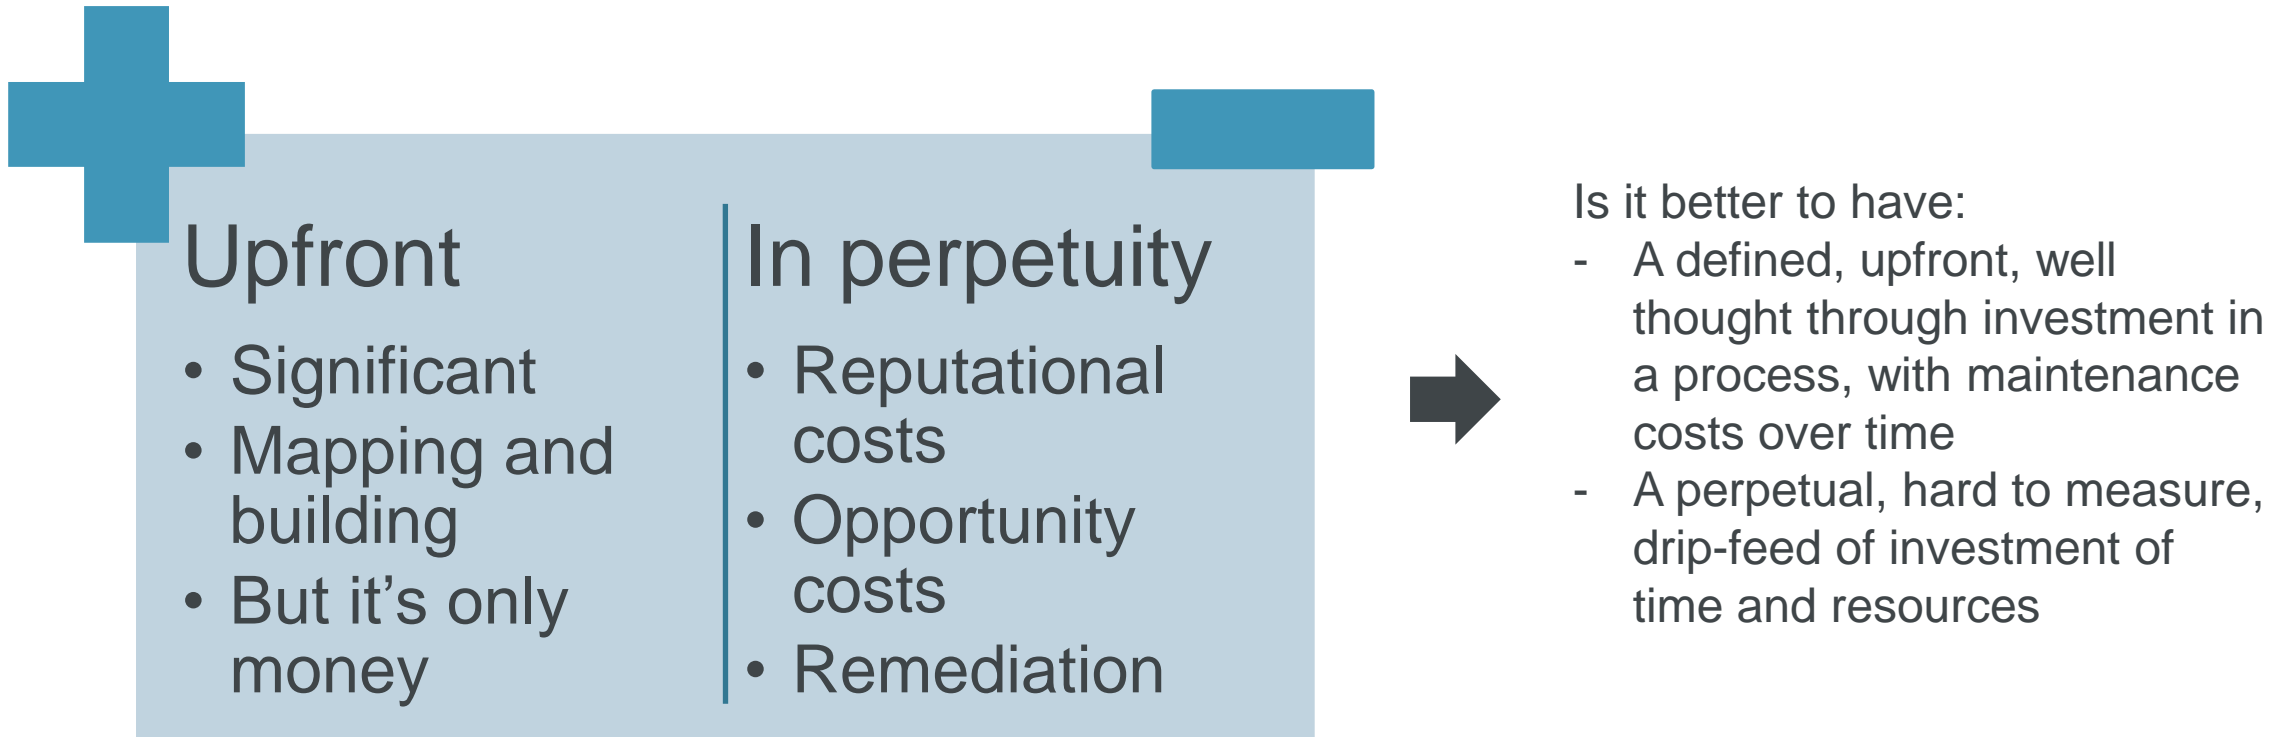 Upfront
• Significant
• Mapping and
building
• But it’s only
money
In perpetuity
• Reputational
costs
• Opportunity
costs
• Remediation
Is it better to have:
- A defined, upfront, well
thought through investment in
a process, with maintenance
costs over time
- A perpetual, hard to measure,
drip-feed of investment of
time and resources